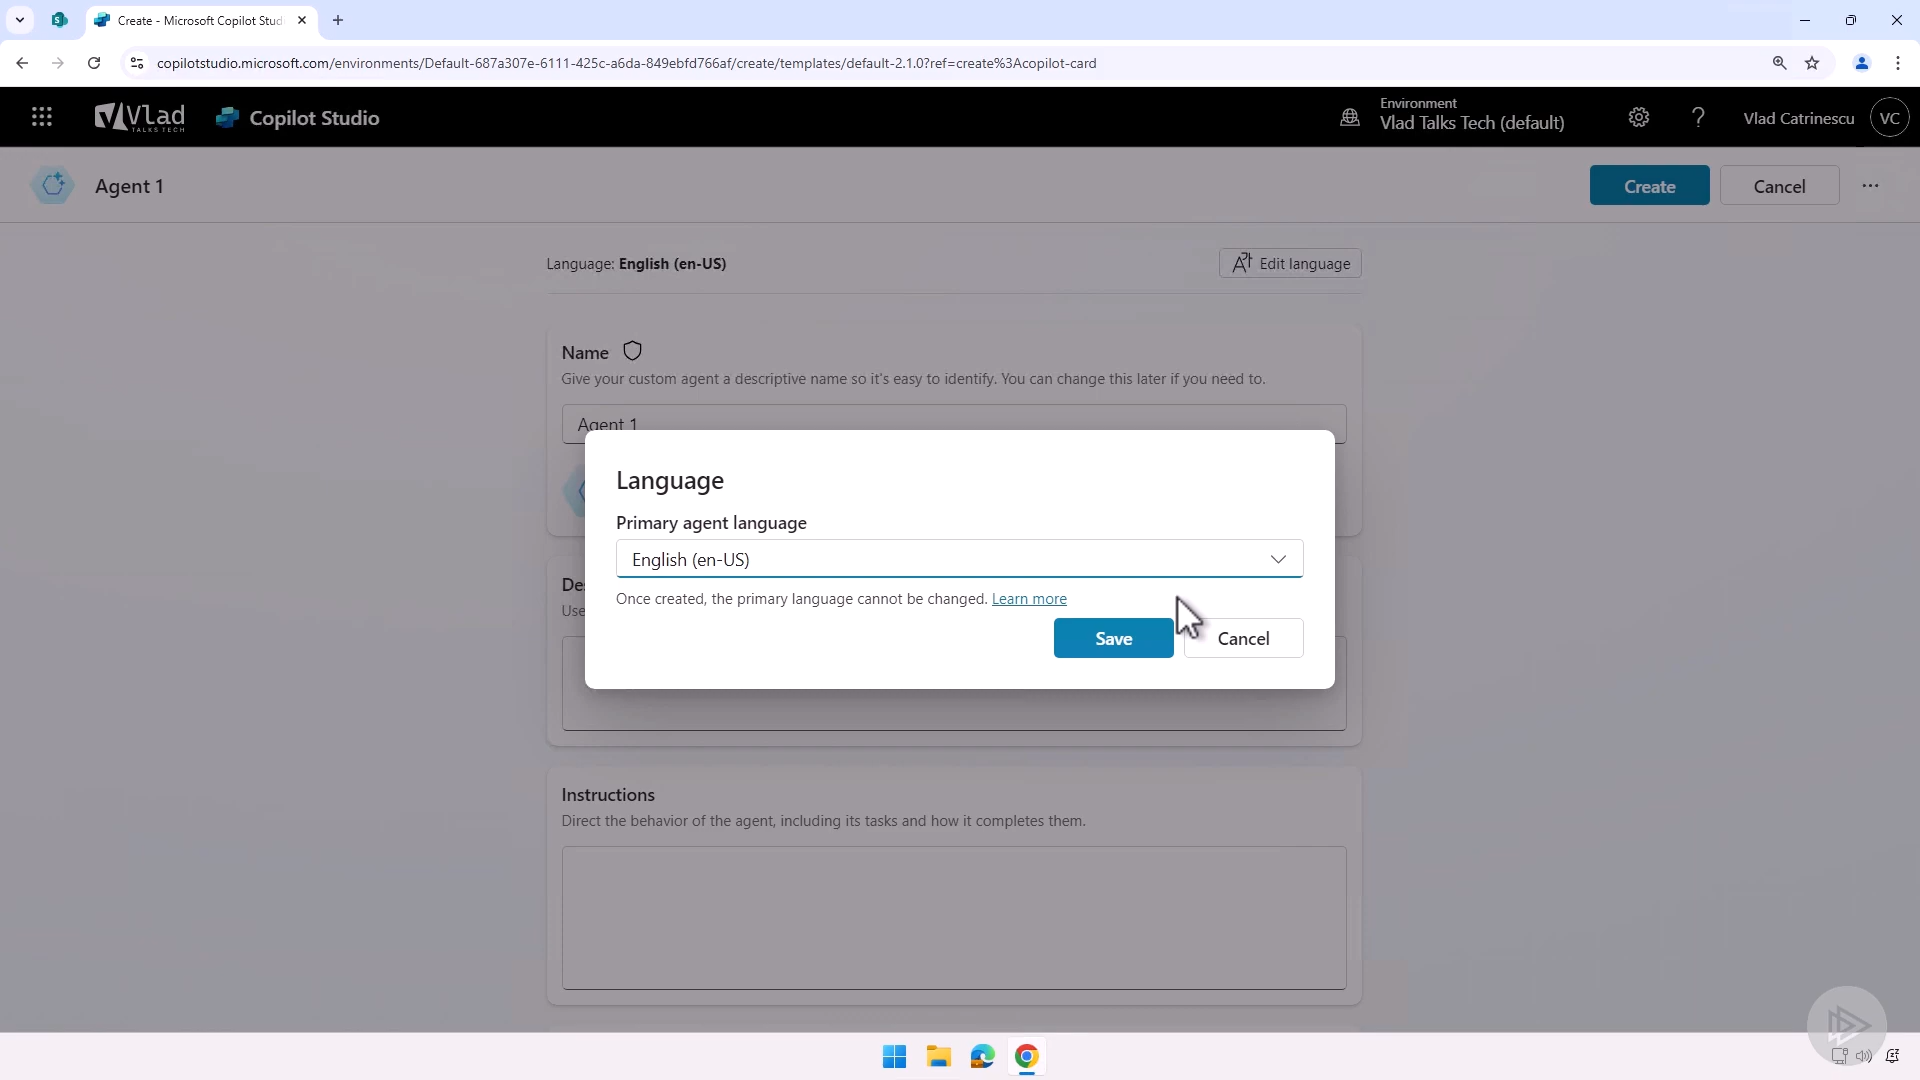 Create - Microsoft Copilot Stud
copilotstudio.microsoft.com/environments/Default-687a307e-6111-425c-a6da-849ebfd766af/create/templates/default-2.1.0?ref=create%3Acopilot-card
Vlad
TALKS TECH
Copilot Studio
Environment
Vlad Talks Tech (default)
Vlad Catrinescu
VC
Agent 1
Create
Cancel
Language: English (en-US)
Edit language
Name
Give your custom agent a descriptive name so it's easy to identify. You can change this later if you need to.
Agent 1
Language
Primary agent language
English (en-US)
Once created, the primary language cannot be changed. Learn more
Save
Cancel
Des
Use
Instructions
Direct the behavior of the agent, including its tasks and how it completes them.